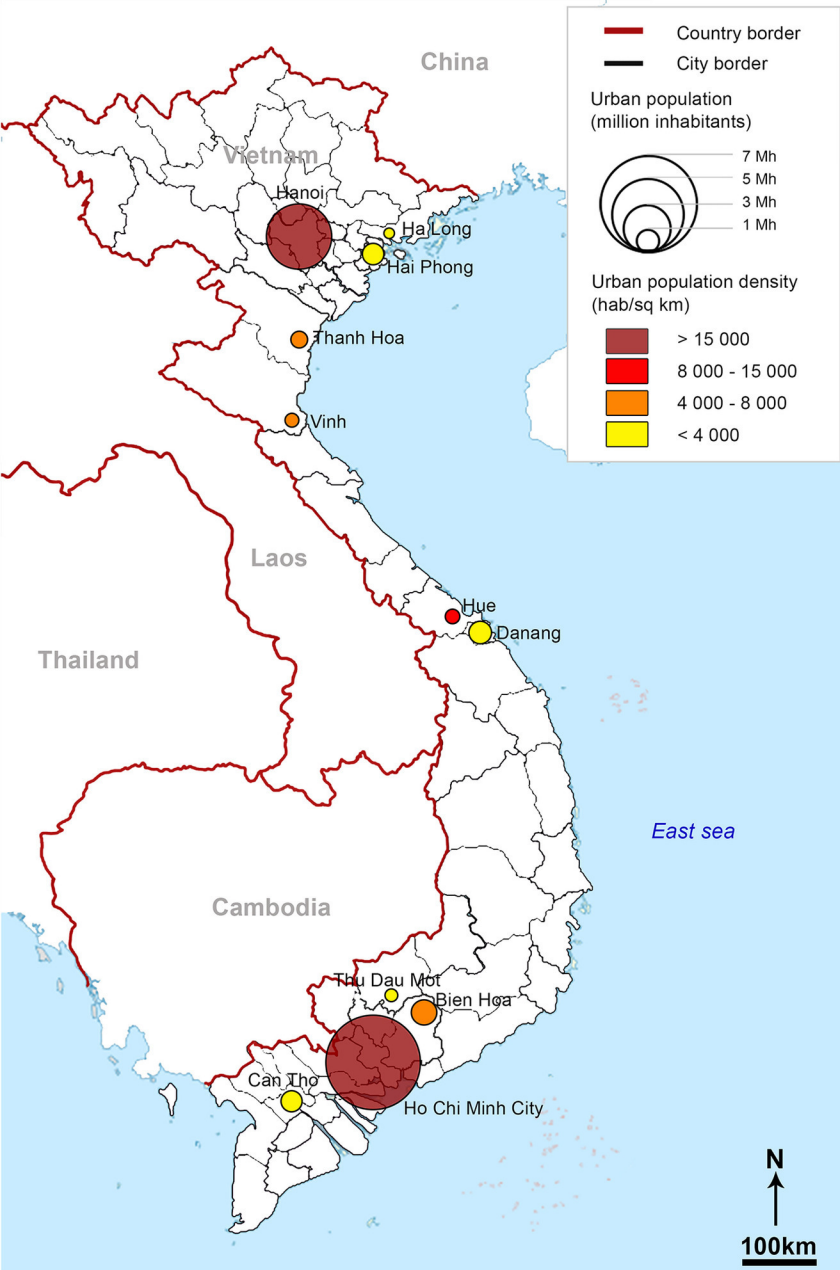 Country border
City border
Urban population
(million inhabitants)
7 Mh
5 Mh
3 Mh
1 Mh
Urban population density
(hab/sq km)
> 15 000
8 000 - 15 000
4 000 - 8 000
< 4 000
China
Vietnam
Hanoi
Ha Long
Hai Phong
Thanh Hoa
Vinh
Laos
Hue
Danang
Thailand
East sea
Cambodia
Thu Dau Mot
Bien Hoa
Can Tho
Ho Chi Minh City
N
100km